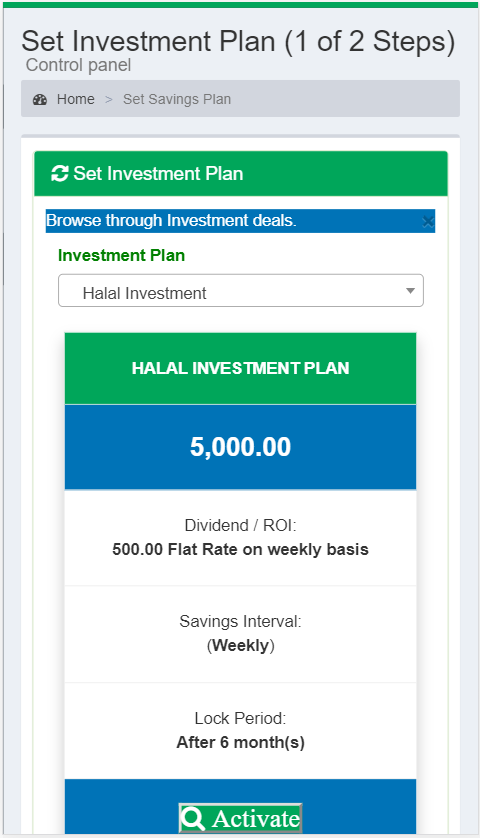 Set Investment Plan (1 of 2 Steps)
Control panel
Home > Set Savings Plan
Set Investment Plan
Browse through Investment deals. ×
Investment Plan
Halal Investment
HALAL INVESTMENT PLAN
5,000.00
Dividend / ROI:
500.00 Flat Rate on weekly basis
Savings Interval:
(Weekly)
Lock Period:
After 6 month(s)
Activate